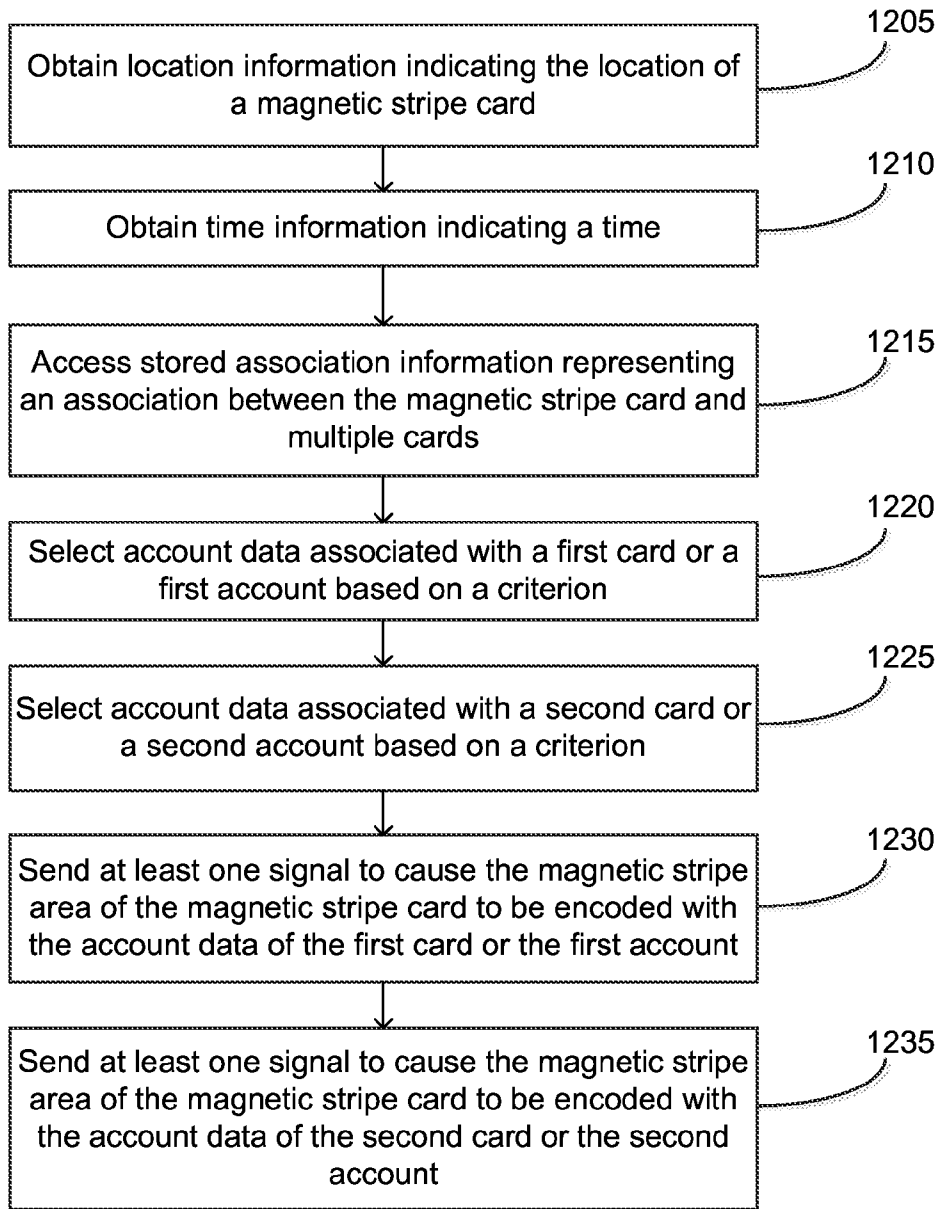 1205
Obtain location information indicating the location of
a magnetic stripe card
1210
Obtain time information indicating a time
1215
Access stored association information representing
an association between the magnetic stripe card and
multiple cards
1220
Select account data associated with a first card or a
first account based on a criterion
1225
Select account data associated with a second card or
a second account based on a criterion
1230
Send at least one signal to cause the magnetic stripe
area of the magnetic stripe card to be encoded with
the account data of the first card or the first account
1235
Send at least one signal to cause the magnetic stripe
area of the magnetic stripe card to be encoded with
the account data of the second card or the second
account